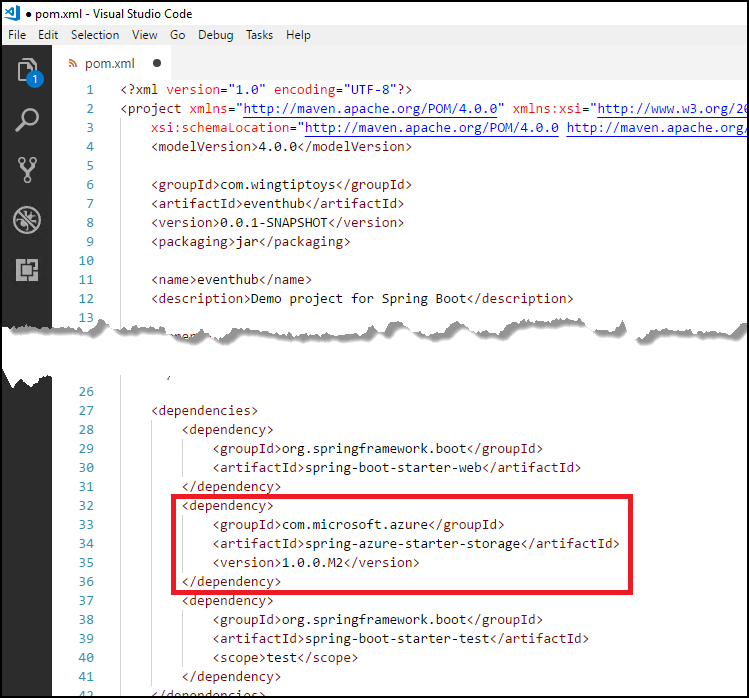 ● pom.xml - Visual Studio Code
File Edit Selection View Go Debug Tasks Help
pom.xml ●
1
1 <?xml version="1.0" encoding="UTF-8"?>
2 <project xmlns="http://maven.apache.org/POM/4.0.0" xmlns:xsi="http://www.w3.org/20
3 xsi:schemaLocation="http://maven.apache.org/POM/4.0.0 http://maven.apache.org/
4 <modelVersion>4.0.0</modelVersion>
5
6 <groupId>com.wingtiptoys</groupId>
7 <artifactId>eventhub</artifactId>
8 <version>0.0.1-SNAPSHOT</version>
9 <packaging>jar</packaging>
10
11 <name>eventhub</name>
12 <description>Demo project for Spring Boot</description>
13
26
27 <dependencies>
28 <dependency>
29 <groupId>org.springframework.boot</groupId>
30 <artifactId>spring-boot-starter-web</artifactId>
31 </dependency>
32 <dependency>
33 <groupId>com.microsoft.azure</groupId>
34 <artifactId>spring-azure-starter-storage</artifactId>
35 <version>1.0.0.M2</version>
36 </dependency>
37 <dependency>
38 <groupId>org.springframework.boot</groupId>
39 <artifactId>spring-boot-starter-test</artifactId>
40 <scope>test</scope>
41 </dependency>
42 </dependencies>